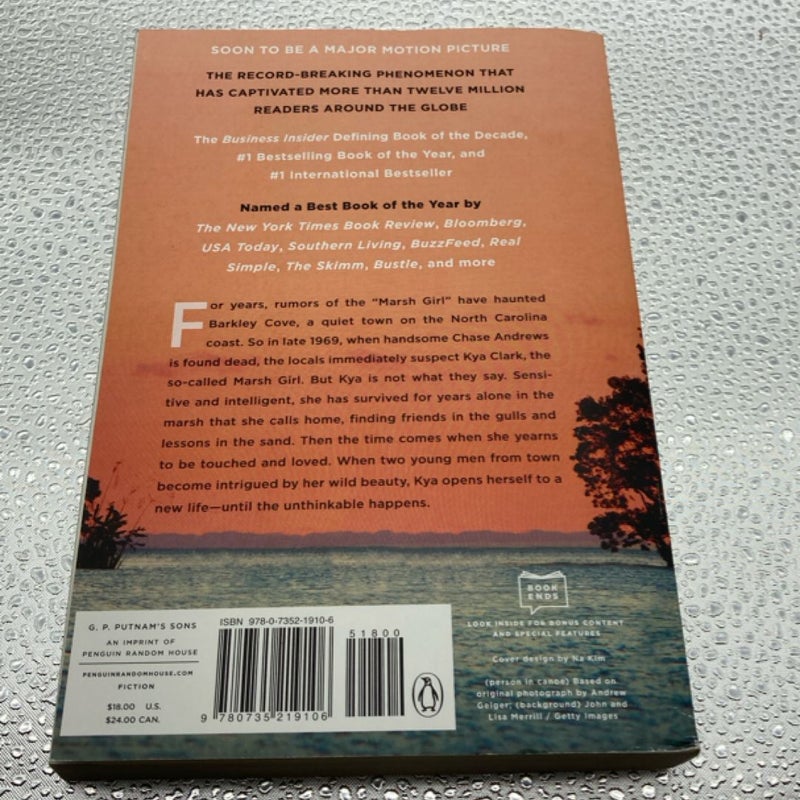 SOON TO BE A MAJOR MOTION PICTURE
THE RECORD-BREAKING PHENOMENON THAT
HAS CAPTIVATED MORE THAN TWELVE MILLION
READERS AROUND THE GLOBE
The Business Insider Defining Book of the Decade,
#1 Bestselling Book of the Year, and
#1 International Bestseller
Named a Best Book of the Year by
The New York Times Book Review, Bloomberg,
USA Today, Southern Living, BuzzFeed, Real
Simple, The Skimm, Bustle, and more
For years, rumors of the “Marsh Girl” have haunted
Barkley Cove, a quiet town on the North Carolina
coast. So in late 1969, when handsome Chase Andrews
is found dead, the locals immediately suspect Kya Clark, the
so-called Marsh Girl. But Kya is not what they say. Sensi-
tive and intelligent, she has survived for years alone in the
marsh that she calls home, finding friends in the gulls and
lessons in the sand. Then the time comes when she yearns
to be touched and loved. When two young men from town
become intrigued by her wild beauty, Kya opens herself to a
new life—until the unthinkable happens.
G. P. PUTNAM'S SONS
AN IMPRINT OF
PENGUIN RANDOM HOUSE
PENGUINRANDOMHOUSE.COM
FICTION
$18.00 U.S.
$24.00 CAN.
ISBN 978-0-7352-1910-6
51800
9 780735 219106
BOOK
ENDS
LOOK INSIDE FOR BONUS CONTENT
AND SPECIAL FEATURES
Cover design by Na Kim
(person in canoe) Based on
original photograph by Andrew
Geiger; (background) John and
Lisa Merrill / Getty Images